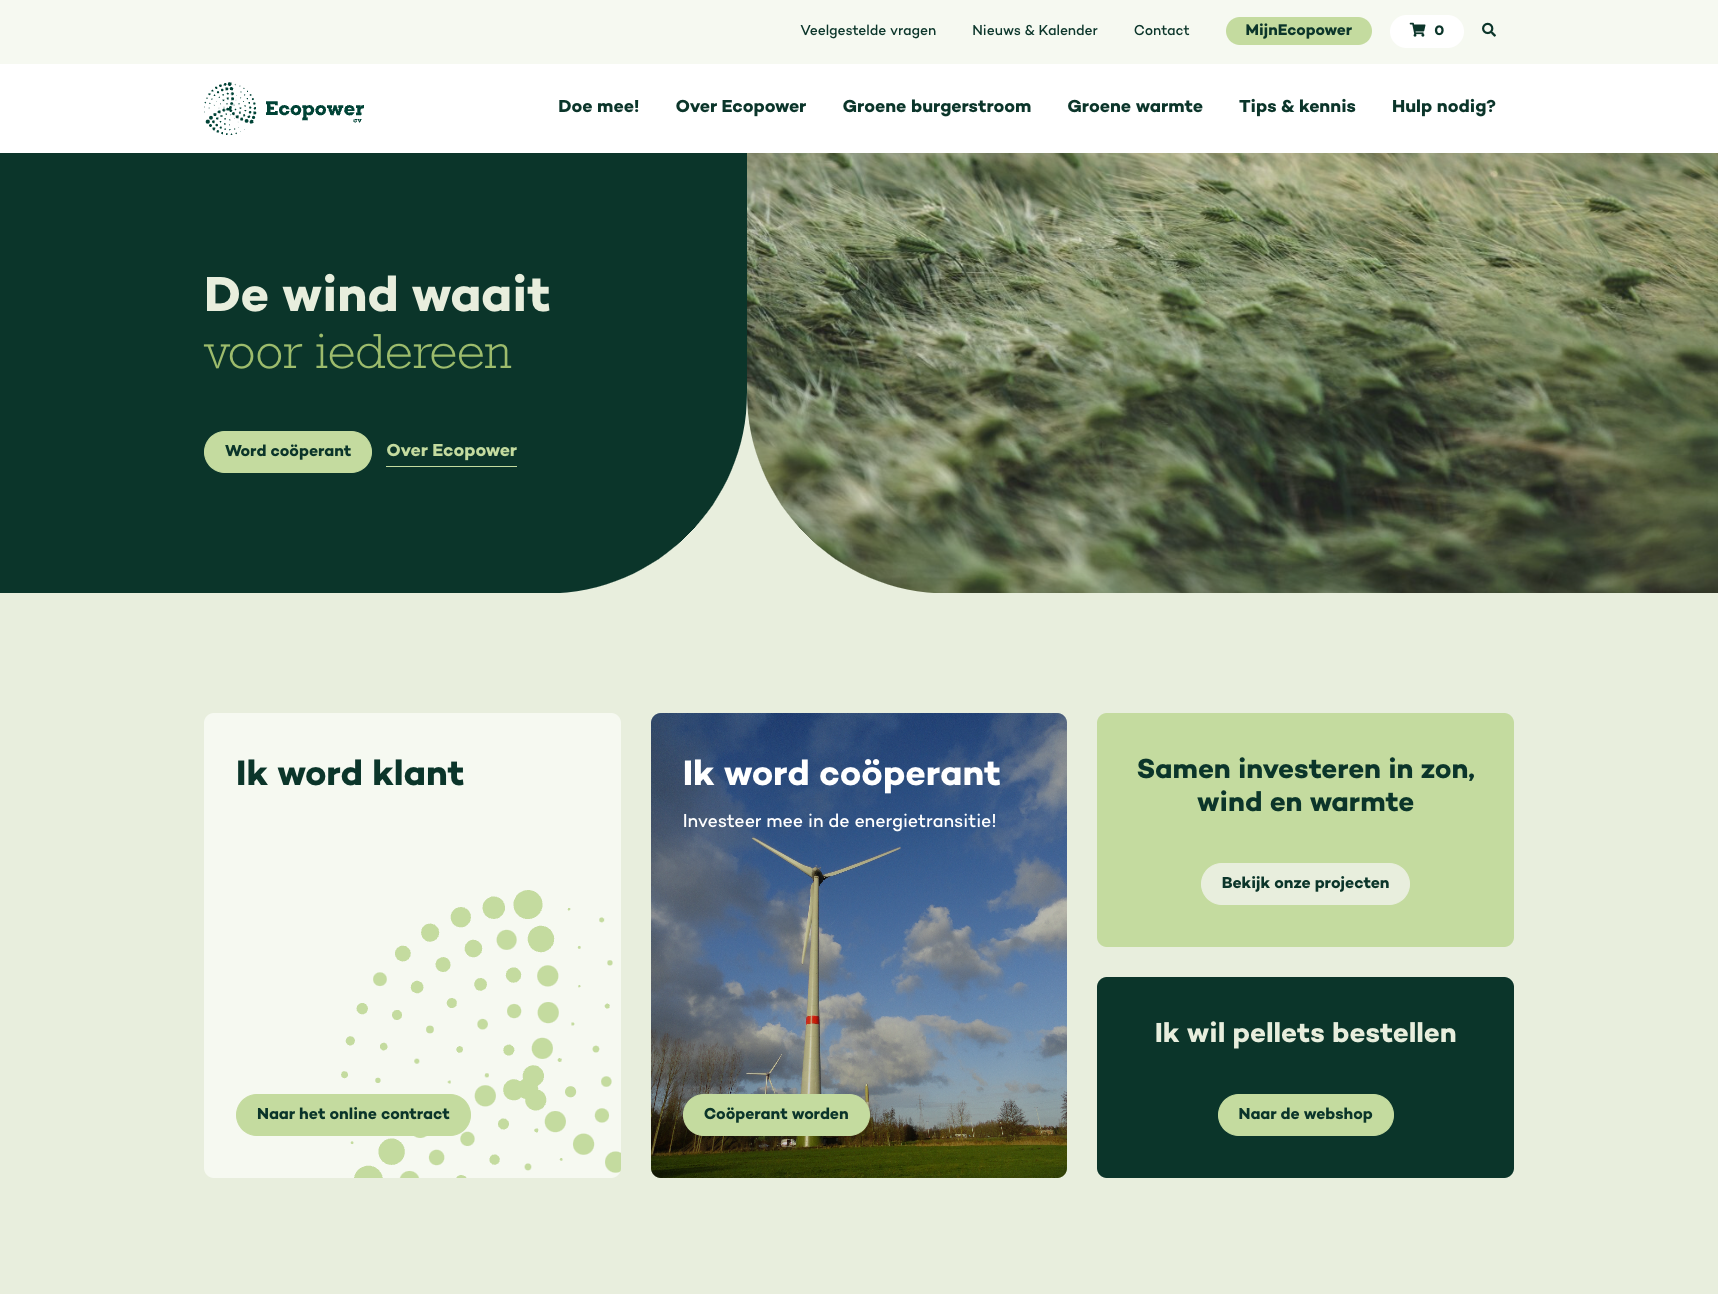 Veelgestelde vragen
Nieuws & Kalender
Contact
MijnEcopower
0
Ecopower
cv
Doe mee!
Over Ecopower
Groene burgerstroom
Groene warmte
Tips & kennis
Hulp nodig?
De wind waait
voor iedereen
Word coöperant
Over Ecopower
Ik word klant
Naar het online contract
Ik word coöperant
Investeer mee in de energietransitie!
Coöperant worden
Samen investeren in zon,
wind en warmte
Bekijk onze projecten
Ik wil pellets bestellen
Naar de webshop